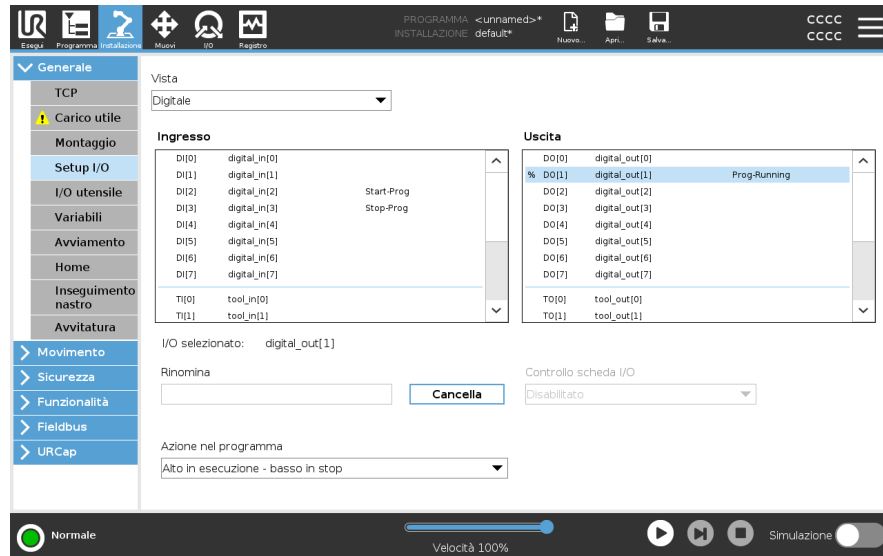 PROGRAMMA <unnamed>*
INSTALLAZIONE default*
CCCC
CCCC
Esegui Programma Installazione Muovi I/O Registro Nuovo... Apri... Salva...
Generale
TCP
Carico utile
Montaggio
Setup I/O
I/O utensile
Variabili
Avviamento
Home
Inseguimento
nastro
Avvitatura
Movimento
Sicurezza
Funzionalità
Fieldbus
URCap
Vista
Digitale
Ingresso
DI[0] digital_in[0]
DI[1] digital_in[1]
DI[2] digital_in[2] Start-Prog
DI[3] digital_in[3] Stop-Prog
DI[4] digital_in[4]
DI[5] digital_in[5]
DI[6] digital_in[6]
DI[7] digital_in[7]
TI[0] tool_in[0]
TI[1] tool_in[1]
Uscita
DO[0] digital_out[0]
% DO[1] digital_out[1] Prog-Running
DO[2] digital_out[2]
DO[3] digital_out[3]
DO[4] digital_out[4]
DO[5] digital_out[5]
DO[6] digital_out[6]
DO[7] digital_out[7]
TO[0] tool_out[0]
TO[1] tool_out[1]
I/O selezionato: digital_out[1]
Rinomina
Cancella
Controllo scheda I/O
Disabilitato
Azione nel programma
Alto in esecuzione - basso in stop
Normale
Velocità 100%
Simulazione